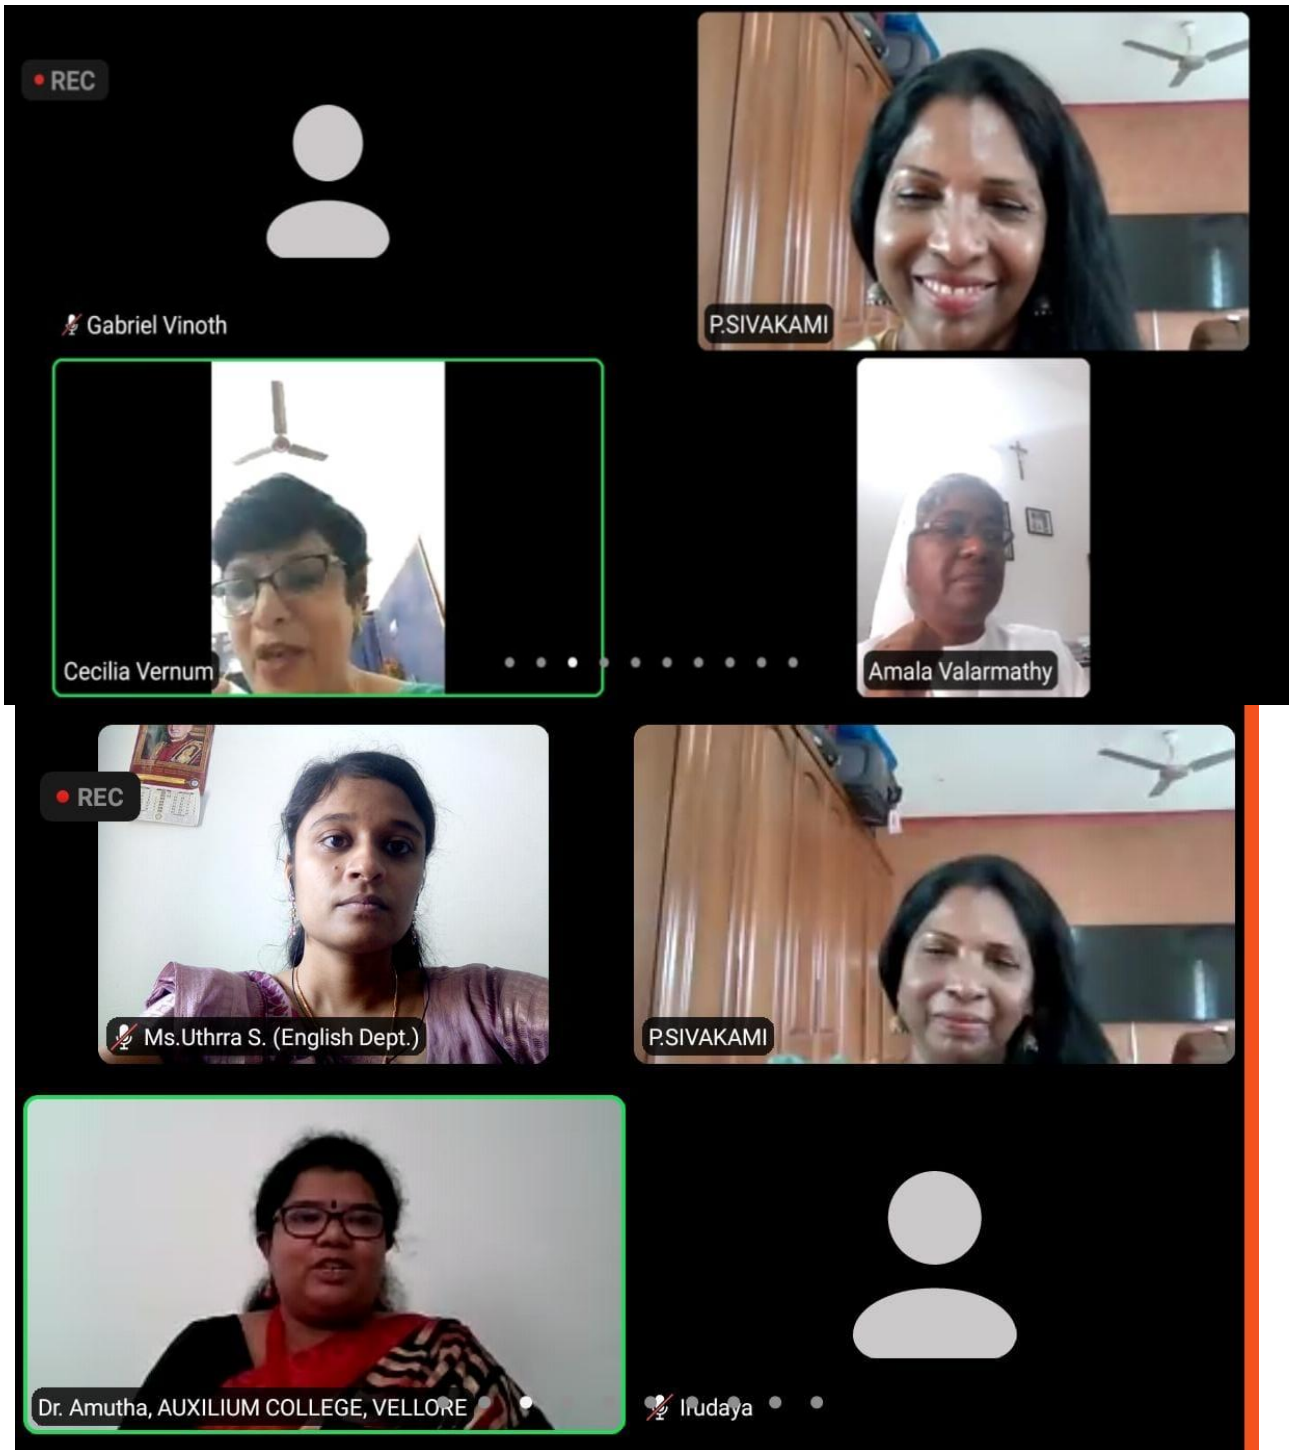 REC
Gabriel Vinoth
P.SIVAKAMI
Cecilia Vernum
Amala Valarmathy
REC
Ms.Uthrra S. (English Dept.)
P.SIVAKAMI
Dr. Amutha, AUXILIUM COLLEGE, VELLORE
Irudaya